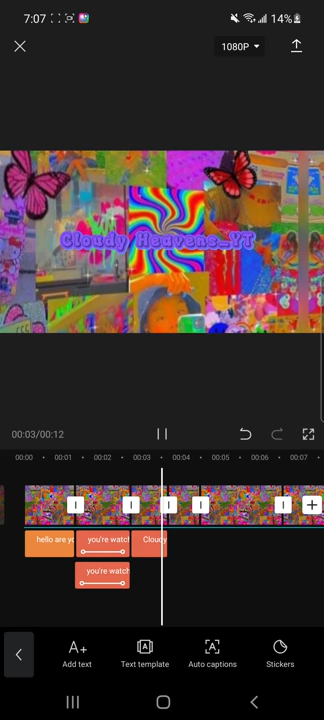 7:07
14%
1080P
Cloudy Heavens_YT
00:03/00:12
00:00 00:01 00:02 00:03 00:04 00:05 00:06 00:07
hello are yo you're watch Cloudy
you're watch
A+
Add text Text template Auto captions Stickers